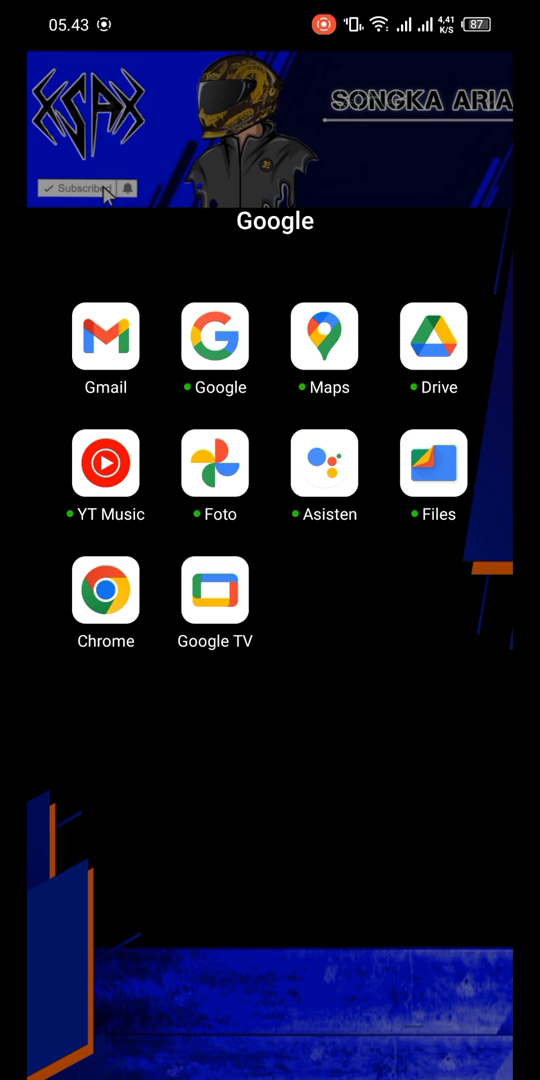 05.43
4,41
K/S
87
XSAX
SONGKA ARIA
Subscribed
Google
Gmail
Google
Maps
Drive
YT Music
Foto
Asisten
Files
Chrome
Google TV